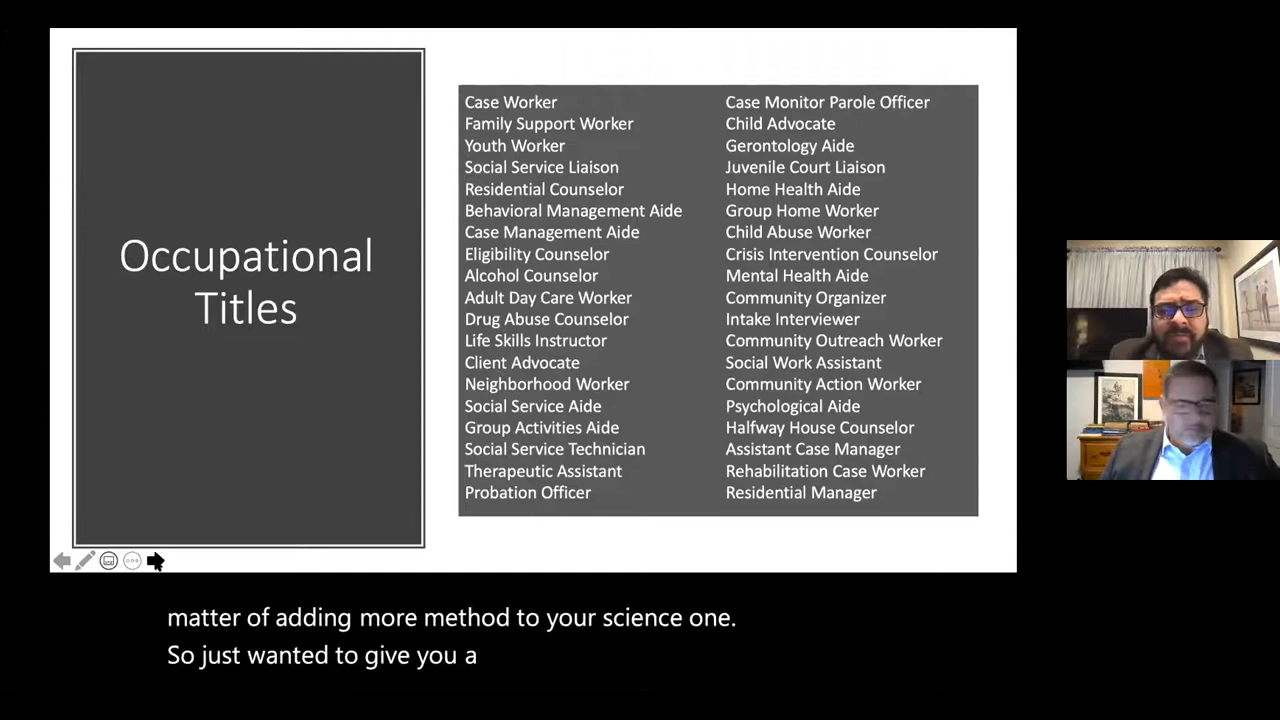 Occupational
Titles
Case Worker
Family Support Worker
Youth Worker
Social Service Liaison
Residential Counselor
Behavioral Management Aide
Case Management Aide
Eligibility Counselor
Alcohol Counselor
Adult Day Care Worker
Drug Abuse Counselor
Life Skills Instructor
Client Advocate
Neighborhood Worker
Social Service Aide
Group Activities Aide
Social Service Technician
Therapeutic Assistant
Probation Officer
Case Monitor Parole Officer
Child Advocate
Gerontology Aide
Juvenile Court Liaison
Home Health Aide
Group Home Worker
Child Abuse Worker
Crisis Intervention Counselor
Mental Health Aide
Community Organizer
Intake Interviewer
Community Outreach Worker
Social Work Assistant
Community Action Worker
Psychological Aide
Halfway House Counselor
Assistant Case Manager
Rehabilitation Case Worker
Residential Manager
matter of adding more method to your science one.
So just wanted to give you a